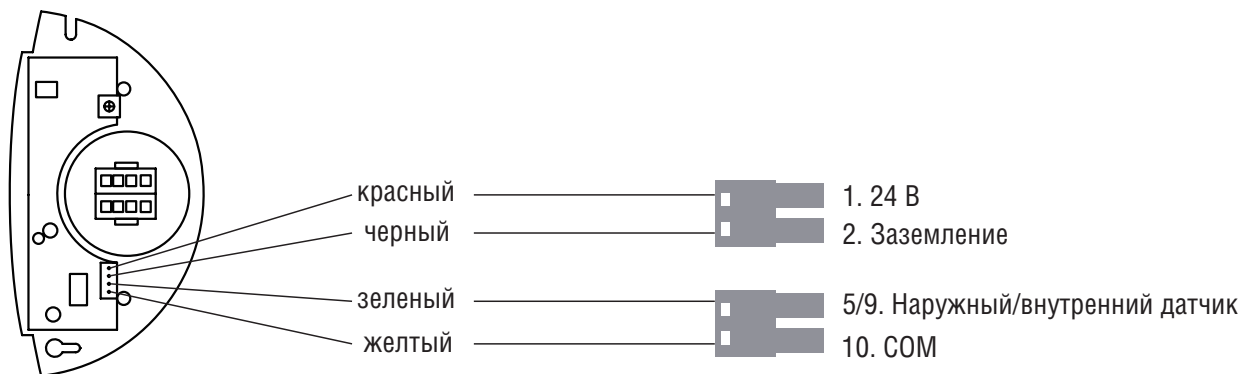 красный
1. 24 В
черный
2. Заземление
зеленый
5/9. Наружный/внутренний датчик
желтый
10. COM